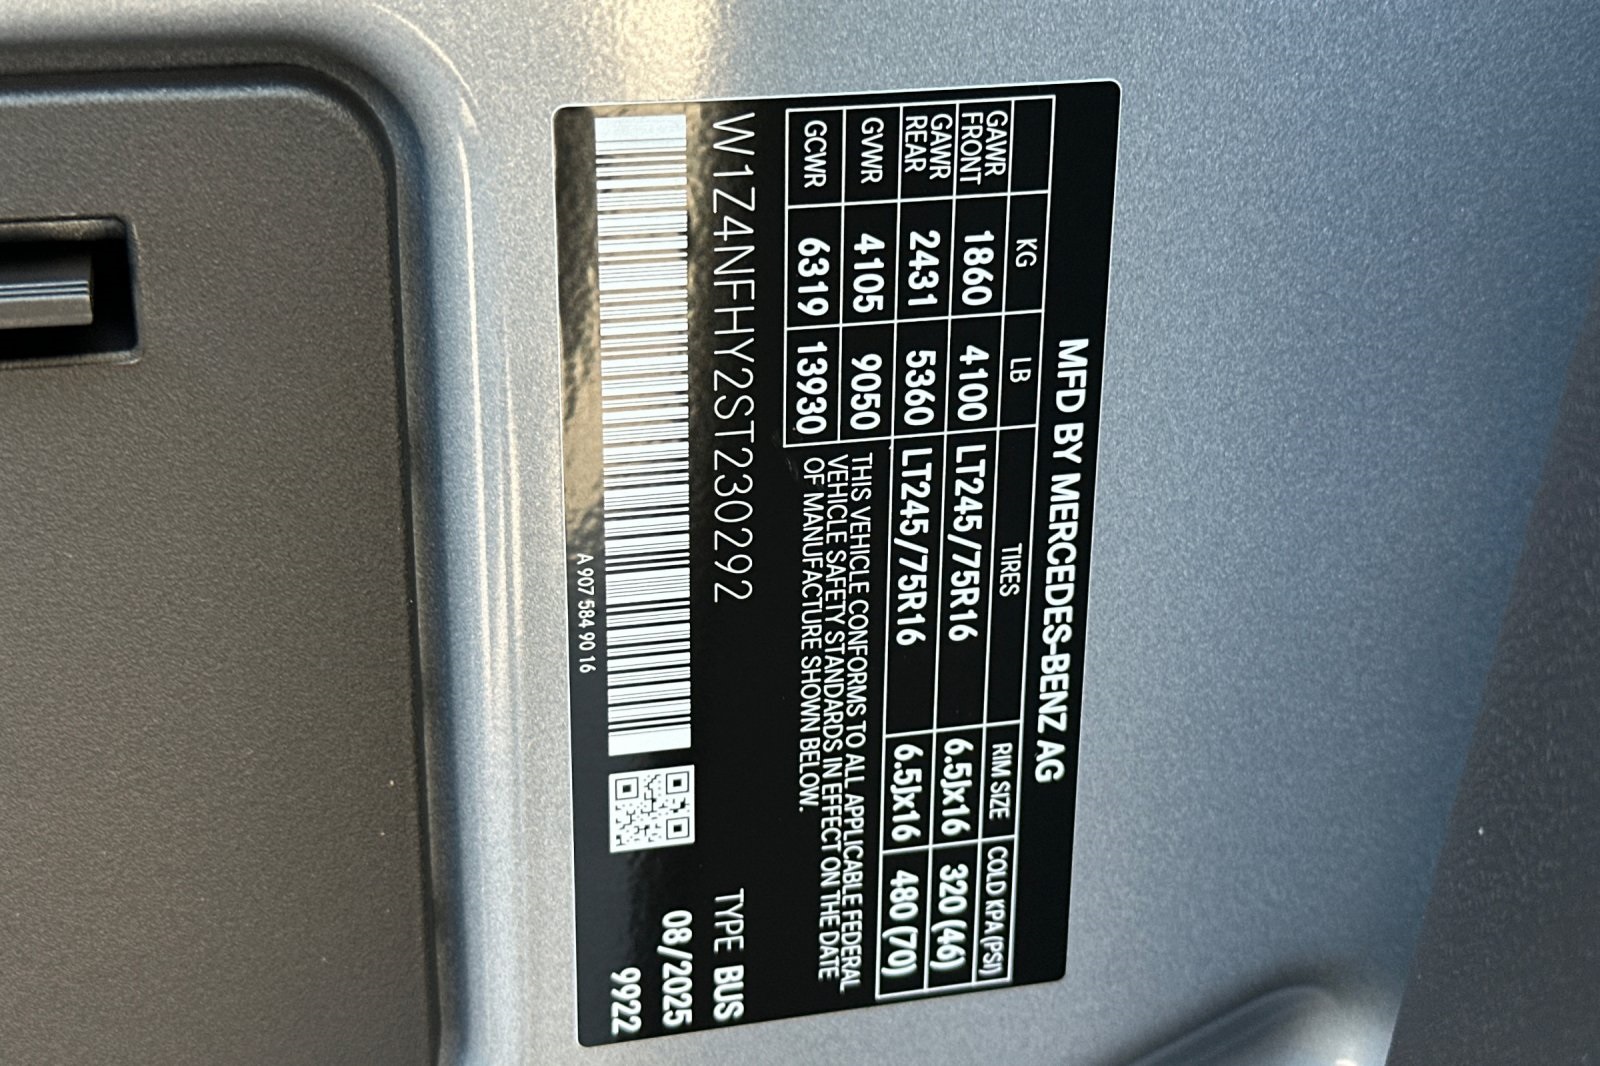 MFD BY MERCEDES-BENZ AG
KG LB TIRES RIM SIZE COLD KPA (PSI)
GAWR FRONT 1860 4100 LT245/75R16 6.5Jx16 320 (46)
GAWR REAR 2431 5360 LT245/75R16 6.5Jx16 480 (70)
GVWR 4105 9050
GCWR 6319 13930
THIS VEHICLE CONFORMS TO ALL APPLICABLE FEDERAL
VEHICLE SAFETY STANDARDS IN EFFECT ON THE DATE
OF MANUFACTURE SHOWN BELOW.
W1Z4NFHY2ST230292 TYPE BUS
08/2025
9922
A 907 584 90 16